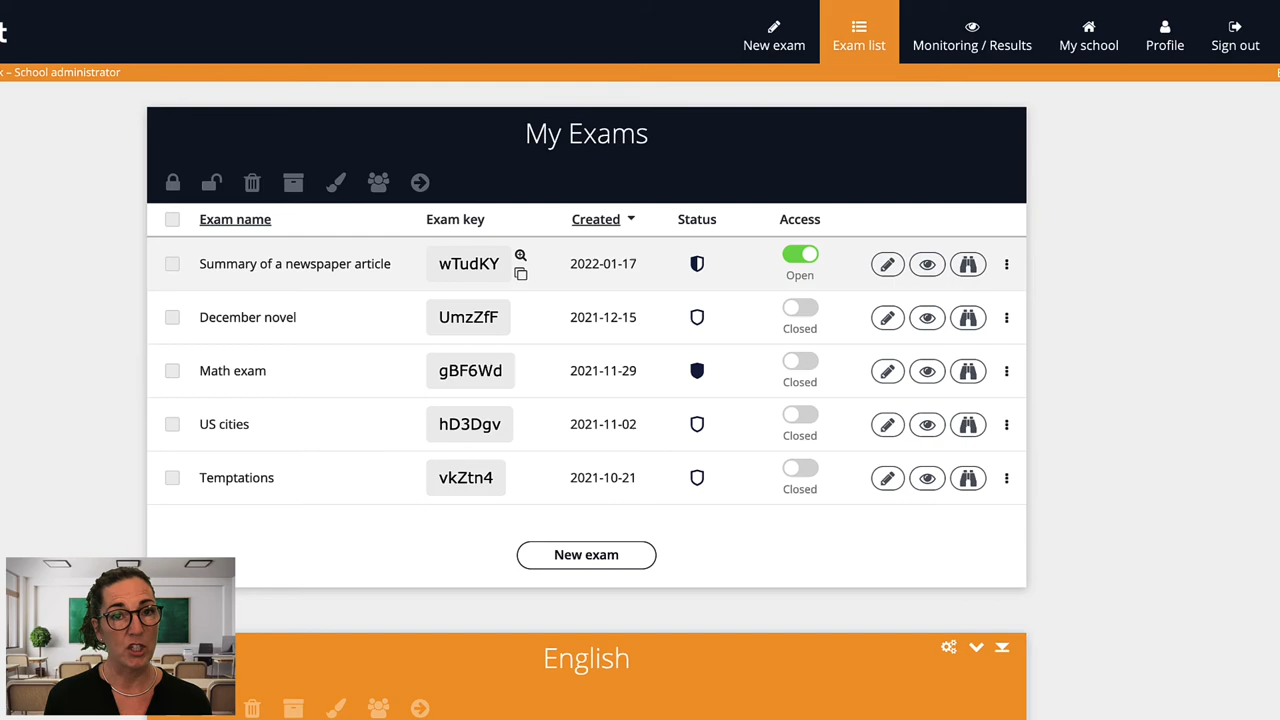 t
New exam
Exam list
Monitoring / Results
My school
Profile
Sign out
k – School administrator
My Exams
Exam name Exam key Created Status Access
Summary of a newspaper article wTudKY 2022-01-17 Open
December novel UmzZfF 2021-12-15 Closed
Math exam gBF6Wd 2021-11-29 Closed
US cities hD3Dgv 2021-11-02 Closed
Temptations vkZtn4 2021-10-21 Closed
New exam
English